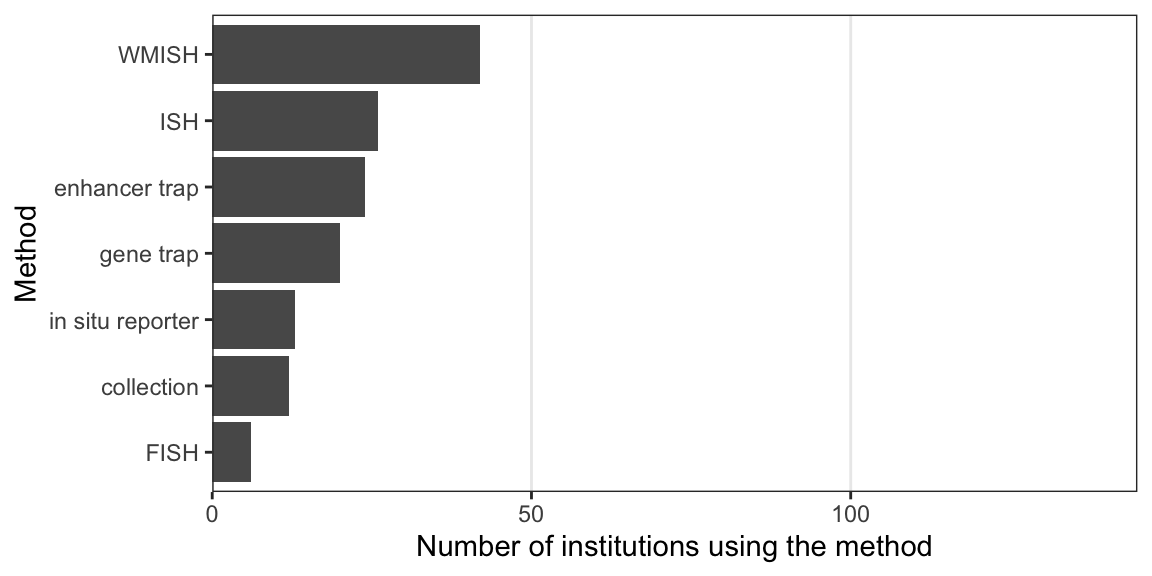 Method
WMISH
ISH
enhancer trap
gene trap
in situ reporter
collection
FISH
0 50 100
Number of institutions using the method